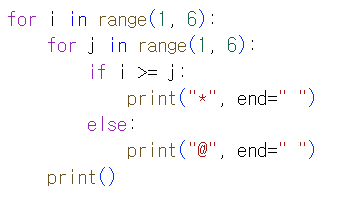 for i in range(1, 6):
    for j in range(1, 6):
        if i >= j:
            print("*", end=" ")
        else:
            print("@", end=" ")
    print()